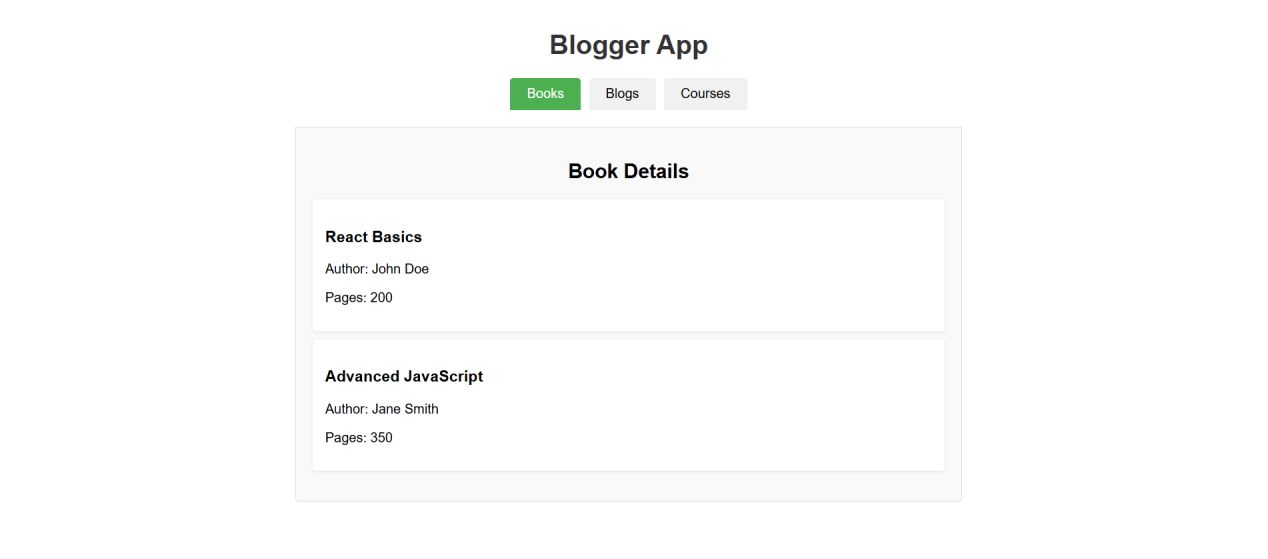 Blogger App
Books Blogs Courses
Book Details
React Basics
Author: John Doe
Pages: 200
Advanced JavaScript
Author: Jane Smith
Pages: 350